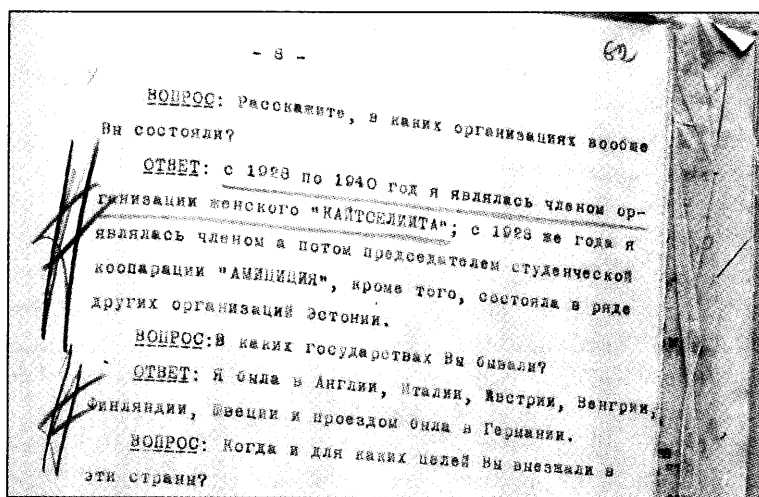 - 8 -
62
ВОПРОС: Расскажите, в каких организациях вообще
Вы состояли?
ОТВЕТ: с 1928 по 1940 год я являлась членом ор-
ганизации женского "КАЙТСЕЛИИТА"; с 1928 же года я
являлась членом а потом председателем студенческой
коопарации "АМИЦИЦИЯ", кроме того, состояла в ряде
других организаций Эстонии.
ВОПРОС:В каких государствах Вы бывали?
ОТВЕТ: Я была в Англии, Италии, Австрии, Венгрии,
Финляндии, Швеции и проездом была в Германии.
ВОПРОС: Когда и для каких целей Вы выезжали в
эти страны?